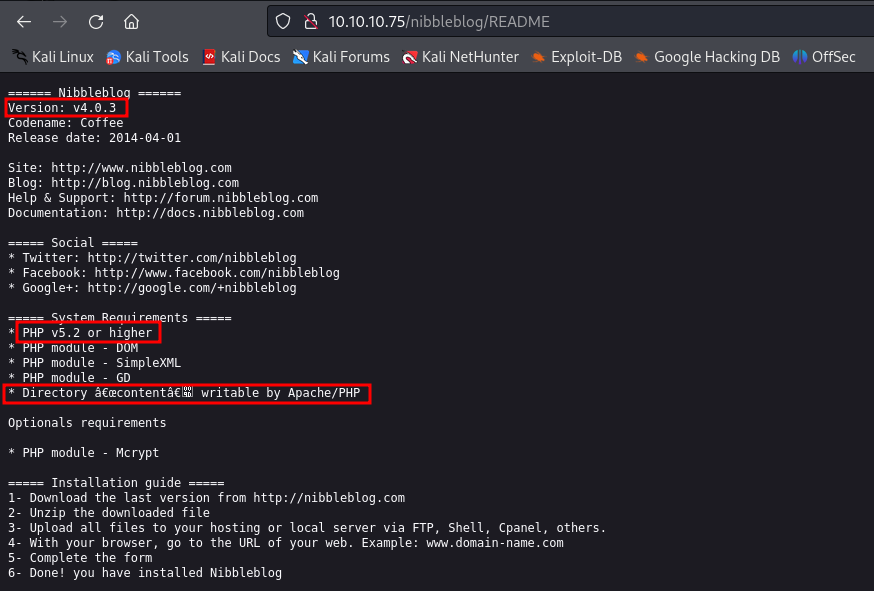 10.10.10.75/nibbleblog/README
Kali Linux Kali Tools Kali Docs Kali Forums Kali NetHunter Exploit-DB Google Hacking DB OffSec
====== Nibbleblog ======
Version: v4.0.3
Codename: Coffee
Release date: 2014-04-01
Site: http://www.nibbleblog.com
Blog: http://blog.nibbleblog.com
Help & Support: http://forum.nibbleblog.com
Documentation: http://docs.nibbleblog.com
===== Social =====
* Twitter: http://twitter.com/nibbleblog
* Facebook: http://www.facebook.com/nibbleblog
* Google+: http://google.com/+nibbleblog
===== System Requirements =====
* PHP v5.2 or higher
* PHP module - DOM
* PHP module - SimpleXML
* PHP module - GD
* Directory “content†writable by Apache/PHP
Optionals requirements
* PHP module - Mcrypt
===== Installation guide =====
1- Download the last version from http://nibbleblog.com
2- Unzip the downloaded file
3- Upload all files to your hosting or local server via FTP, Shell, Cpanel, others.
4- With your browser, go to the URL of your web. Example: www.domain-name.com
5- Complete the form
6- Done! you have installed Nibbleblog